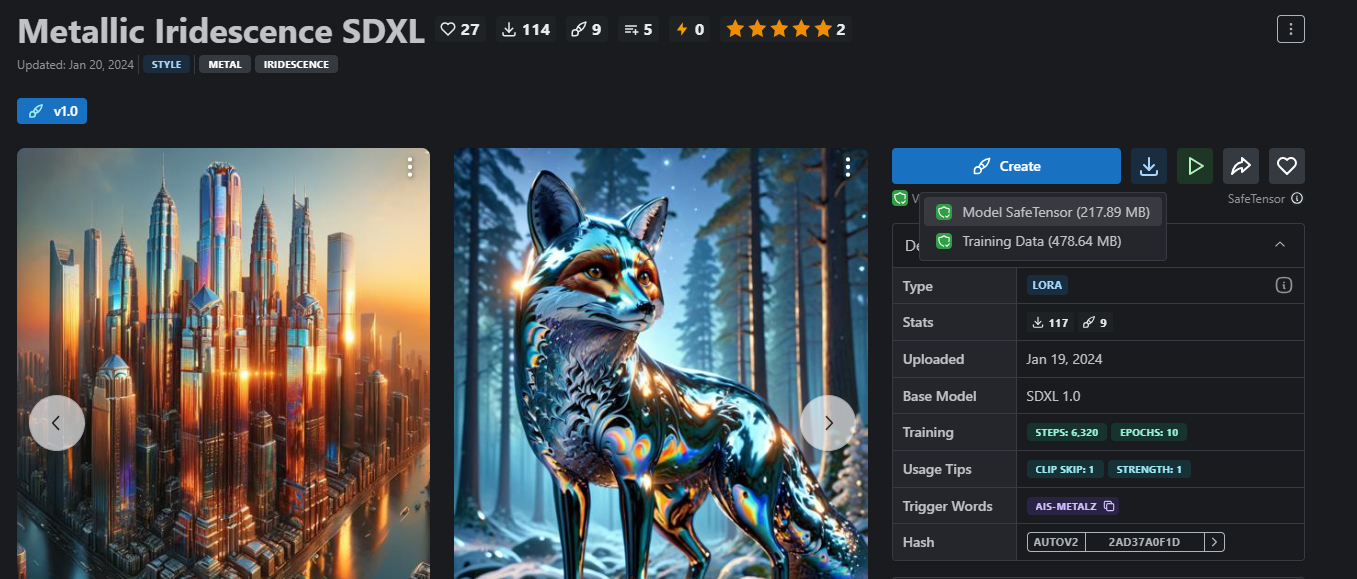 Metallic Iridescence SDXL 27 114 9 5 0 2
Updated: Jan 20, 2024 STYLE METAL IRIDESCENCE
v1.0
Create
SafeTensor
Model SafeTensor (217.89 MB)
Training Data (478.64 MB)
Type LORA
Stats 117 9
Uploaded Jan 19, 2024
Base Model SDXL 1.0
Training STEPS: 6,320 EPOCHS: 10
Usage Tips CLIP SKIP: 1 STRENGTH: 1
Trigger Words AIS-METALZ
Hash AUTOV2 2AD37A0F1D